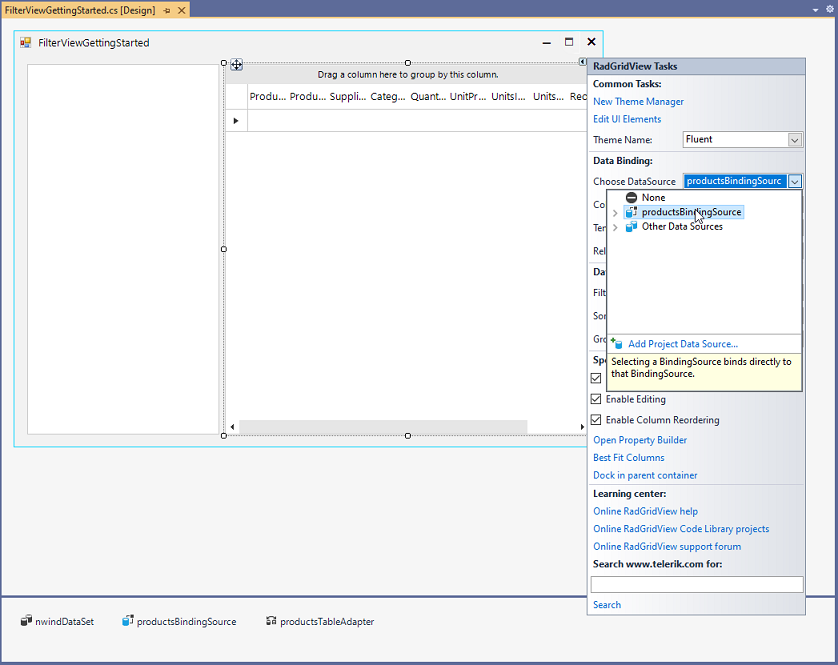 FilterViewGettingStarted.cs [Design]
FilterViewGettingStarted
Drag a column here to group by this column.
Produ... Produ... Suppli... Categ... Quant... UnitPr... UnitsI... Units... Reo
RadGridView Tasks
Common Tasks:
New Theme Manager
Edit UI Elements
Theme Name: Fluent
Data Binding:
Choose DataSource productsBindingSourc
None
Co productsBindingSource
Other Data Sources
Rel
Da
Filt
Sor
Add Project Data Source...
Spe
Selecting a BindingSource binds directly to
that BindingSource.
Enable Editing
Enable Column Reordering
Open Property Builder
Best Fit Columns
Dock in parent container
Learning center:
Online RadGridView help
Online RadGridView Code Library projects
Online RadGridView support forum
Search www.telerik.com for:
Search
nwindDataSet productsBindingSource productsTableAdapter